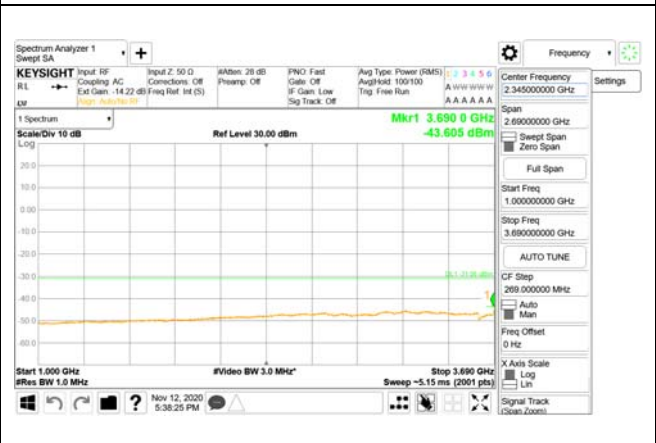 Spectrum Analyzer 1
Swept SA
+
Frequency
KEYSIGHT
RL
Input: RF
Coupling: AC
Ext Gain: -14.22 dB
Align: Auto/No RF
Input Z: 50 Ω
Corrections: Off
Freq Ref: Int (S)
#Atten: 28 dB
Preamp: Off
PNO: Fast
Gate: Off
IF Gain: Low
Sig Track: Off
Avg Type: Power (RMS)
Avg|Hold: 100/100
Trig: Free Run
1 2 3 4 5 6
A W W W W W
A A A A A A
1 Spectrum
Scale/Div 10 dB
Log
Ref Level 30.00 dBm
Mkr1 3.690 0 GHz
-43.605 dBm
20.0
10.0
0.00
-10.0
-20.0
-30.0
-40.0
-50.0
-60.0
1
Start 1.000 GHz
#Res BW 1.0 MHz
#Video BW 3.0 MHz*
Stop 3.690 GHz
Sweep ~5.15 ms (2001 pts)
Nov 12, 2020
5:38:25 PM
?
Center Frequency
2.345000000 GHz
Settings
Span
2.69000000 GHz
Swept Span
Zero Span
Full Span
Start Freq
1.000000000 GHz
Stop Freq
3.690000000 GHz
AUTO TUNE
CF Step
269.000000 MHz
Auto
Man
Freq Offset
0 Hz
X Axis Scale
Log
Lin
Signal Track
(Span Zoom)